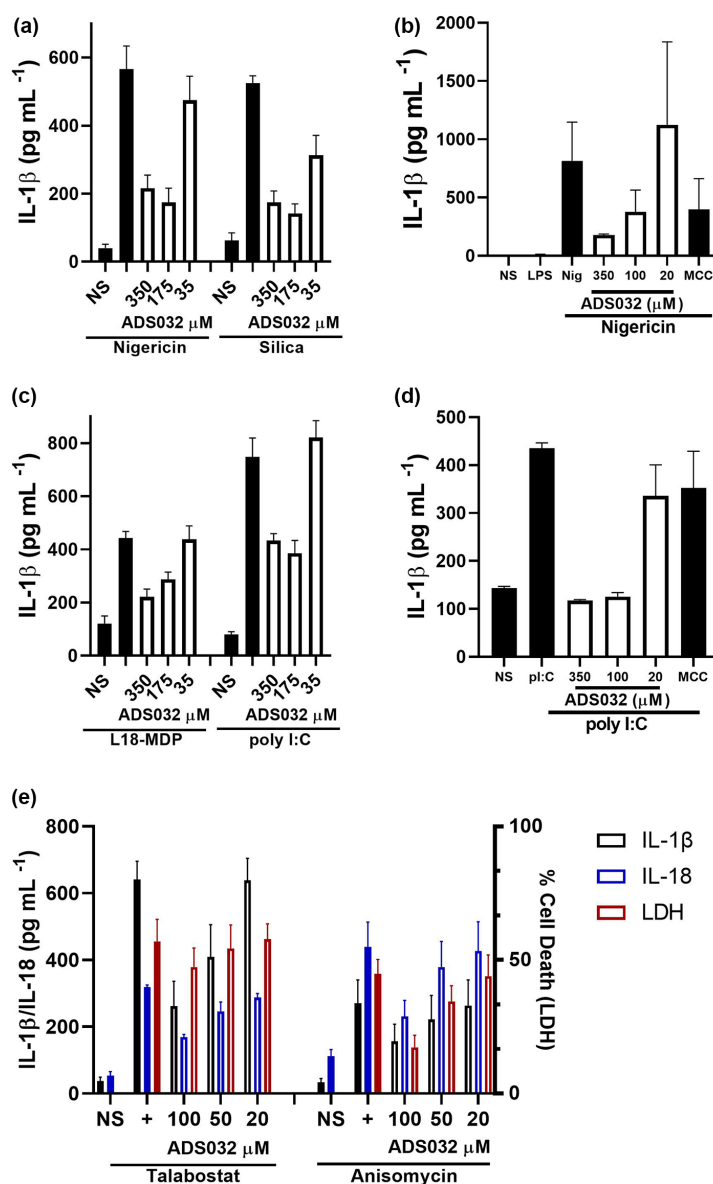 (a)
IL-1β (pg mL -1)
600
400
200
0
NS
350
175
35
NS
350
175
35
ADS032 μM ADS032 μM
Nigericin Silica
(b)
IL-1β (pg mL -1)
2000
1500
1000
500
0
NS LPS Nig 350 100 20 MCC
ADS032 (μM)
Nigericin
(c)
IL-1β (pg mL -1)
800
600
400
200
0
NS
350
175
35
NS
350
175
35
ADS032 μM ADS032 μM
L18-MDP poly I:C
(d)
IL-1β (pg mL -1)
500
400
300
200
100
0
NS pI:C 350 100 20 MCC
ADS032 (μM)
poly I:C
(e)
IL-1β/IL-18 (pg mL -1)
800
600
400
200
0
100
50
0
% Cell Death (LDH)
IL-1β
IL-18
LDH
NS + 100 50 20 NS + 100 50 20
ADS032 μM ADS032 μM
Talabostat Anisomycin